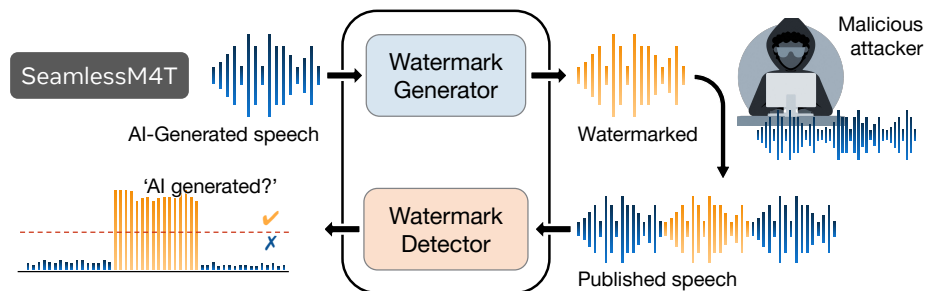 SeamlessM4T
AI-Generated speech
Watermark
Generator
Watermarked
Malicious
attacker
‘AI generated?’
✓
✗
Watermark
Detector
Published speech